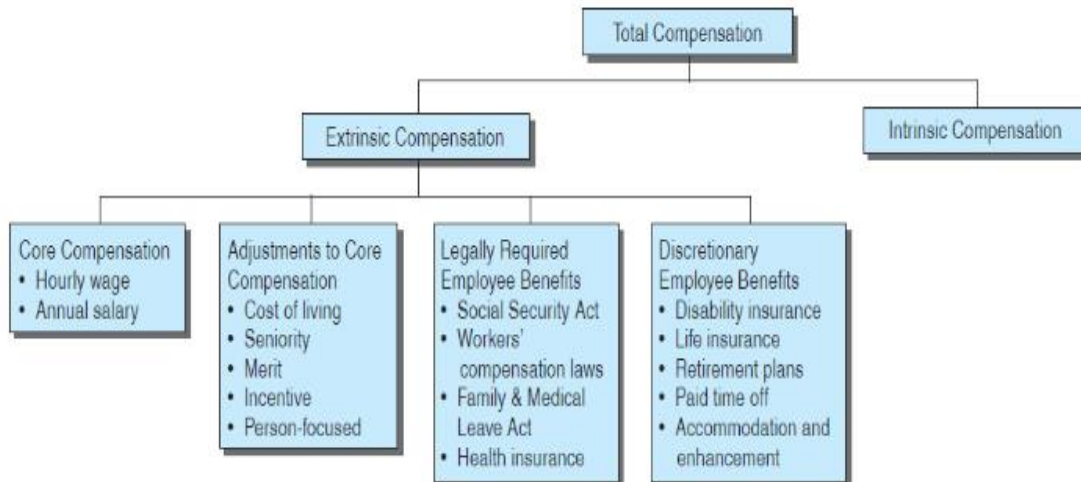 Total Compensation
Extrinsic Compensation
Intrinsic Compensation
Core Compensation
• Hourly wage
• Annual salary
Adjustments to Core
Compensation
• Cost of living
• Seniority
• Merit
• Incentive
• Person-focused
Legally Required
Employee Benefits
• Social Security Act
• Workers'
compensation laws
• Family & Medical
Leave Act
• Health insurance
Discretionary
Employee Benefits
• Disability insurance
• Life insurance
• Retirement plans
• Paid time off
• Accommodation and
enhancement